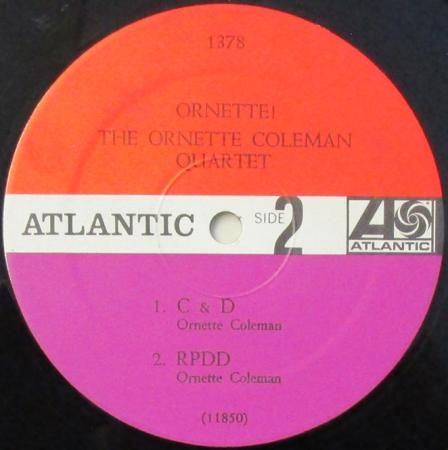 1378
ORNETTE!
THE ORNETTE COLEMAN
QUARTET
ATLANTIC SIDE 2 ATLANTIC
1. C & D
Ornette Coleman
2. RPDD
Ornette Coleman
(11850)